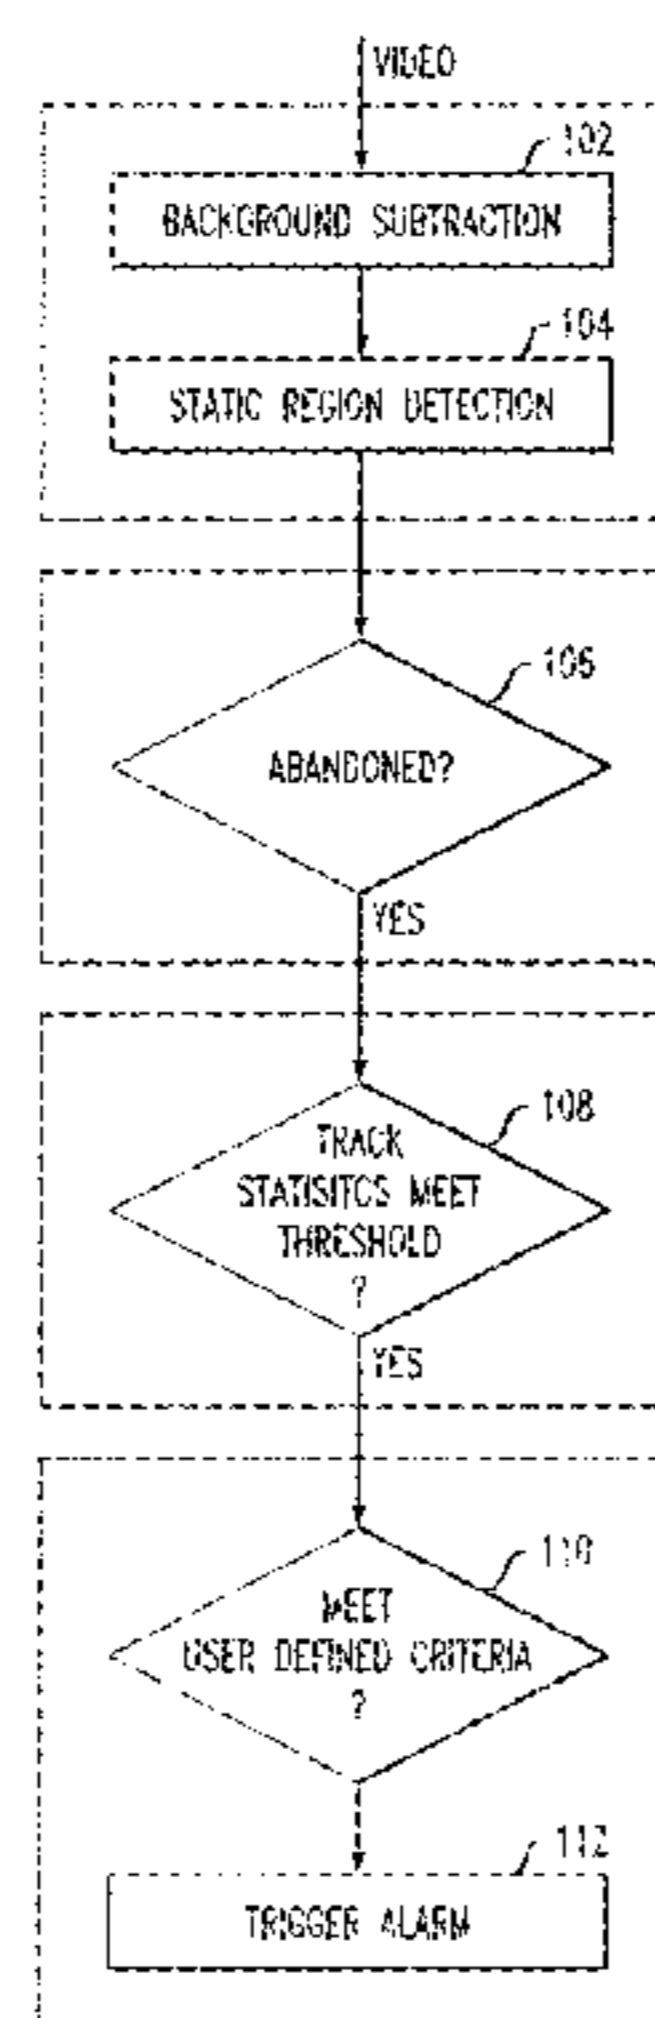 VIDEO
102
BACKGROUND SUBTRACTION
104
STATIC REGION DETECTION
106
ABANDONED?
YES
108
TRACK
STATISITCS MEET
THRESHOLD
?
YES
110
MEET
USER DEFINED CRITERIA
?
112
TRIGGER ALARM